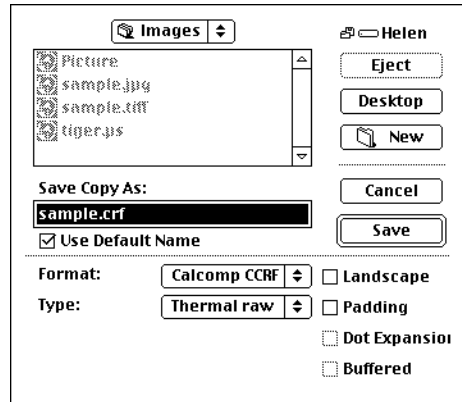 Images
Helen
Picture
sample.jpg
sample.tiff
tiger.ps
Eject
Desktop
New
Save Copy As:
sample.crf
Use Default Name
Cancel
Save
Format:
Calcomp CCRF
Landscape
Type:
Thermal raw
Padding
Dot Expansion
Buffered